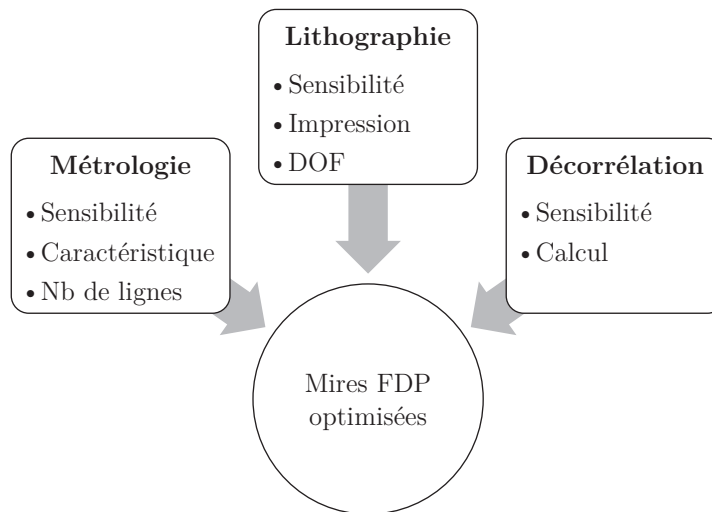 Lithographie
• Sensibilité
• Impression
• DOF
Métrologie
• Sensibilité
• Caractéristique
• Nb de lignes
Décorrélation
• Sensibilité
• Calcul
Mires FDP
optimisées